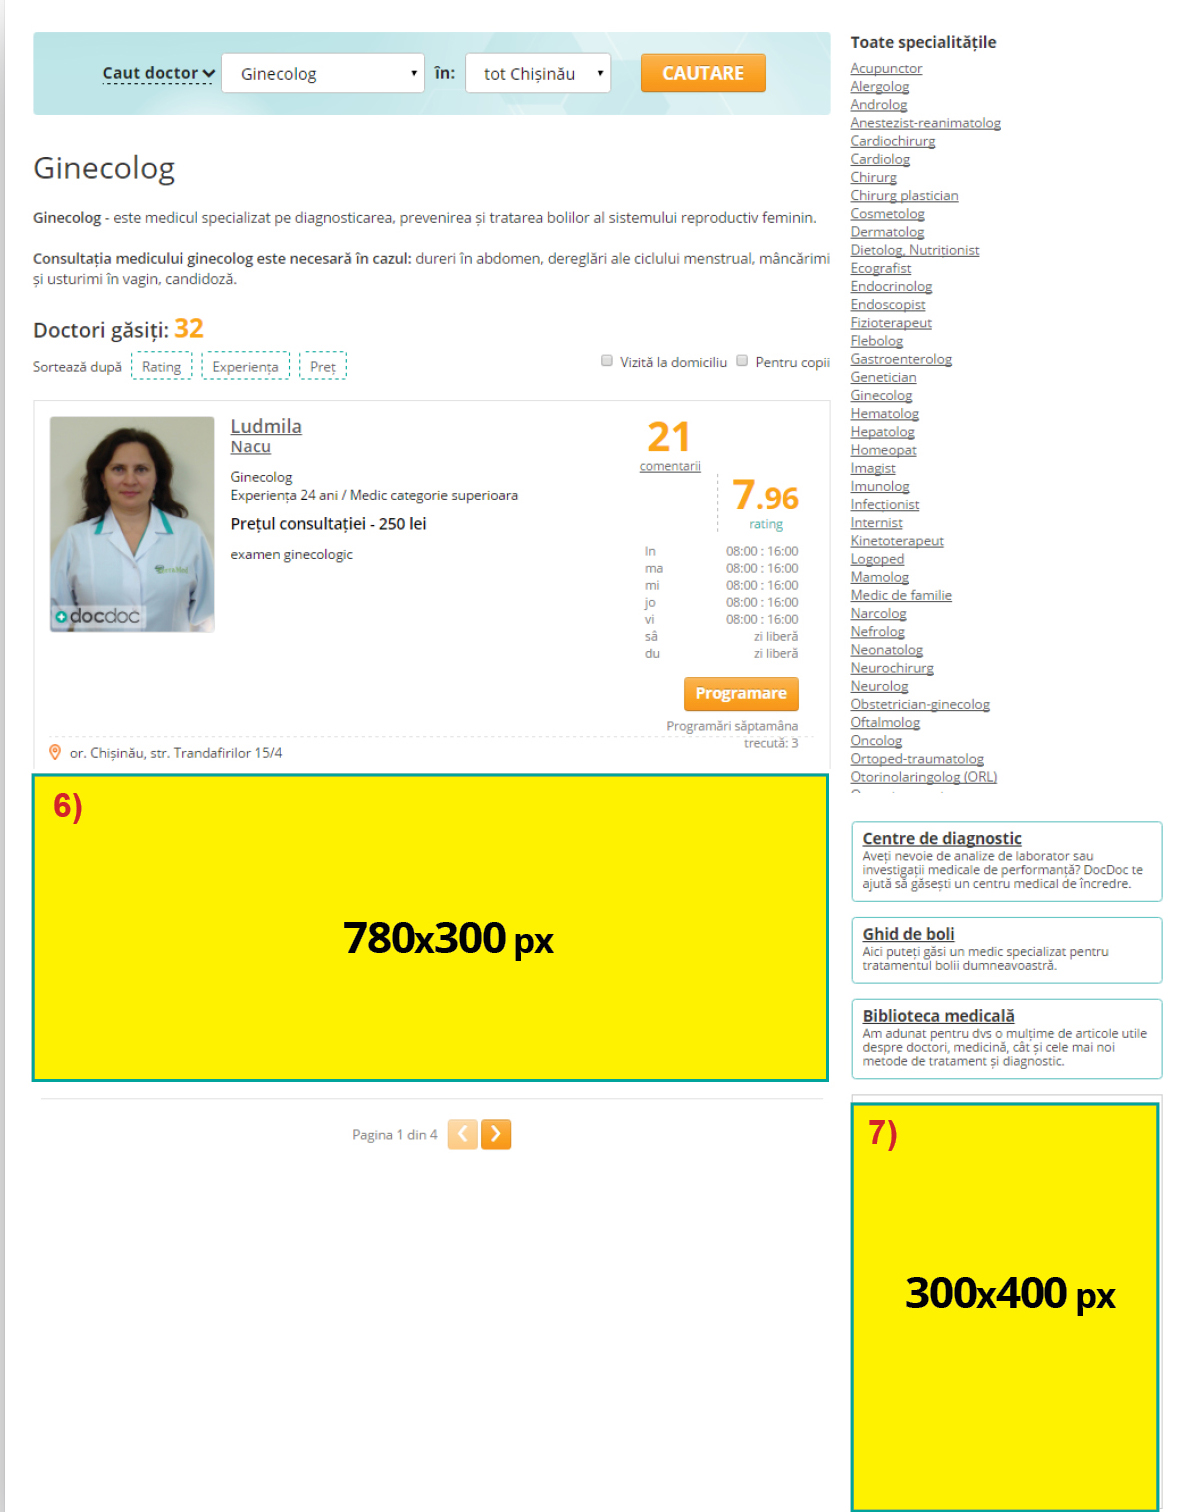 Caut doctor
Ginecolog
în:
tot Chișinău
CAUTARE
Ginecolog
Ginecolog - este medicul specializat pe diagnosticarea, prevenirea și tratarea bolilor al sistemului reproductiv feminin.
Consultația medicului ginecolog este necesară în cazul: dureri în abdomen, dereglări ale ciclului menstrual, mâncărimi
și usturimi în vagin, candidoză.
Doctori găsiți: 32
Sortează după Rating Experiența Preț
Vizită la domiciliu Pentru copii
Ludmila
Nacu
Ginecolog
Experiența 24 ani / Medic categorie superioara
Prețul consultației - 250 lei
examen ginecologic
docdoc
21
comentarii
7.96
rating
ln 08:00 : 16:00
ma 08:00 : 16:00
mi 08:00 : 16:00
jo 08:00 : 16:00
vi 08:00 : 16:00
sâ zi liberă
du zi liberă
Programare
Programări săptamâna
trecută: 3
or. Chișinău, str. Trandafirilor 15/4
6)
780x300 px
Pagina 1 din 4
Toate specialitățile
Acupunctor
Alergolog
Androlog
Anestezist-reanimatolog
Cardiochirurg
Cardiolog
Chirurg
Chirurg plastician
Cosmetolog
Dermatolog
Dietolog, Nutriționist
Ecografist
Endocrinolog
Endoscopist
Fizioterapeut
Flebolog
Gastroenterolog
Genetician
Ginecolog
Hematolog
Hepatolog
Homeopat
Imagist
Imunolog
Infecționist
Internist
Kinetoterapeut
Logoped
Mamolog
Medic de familie
Narcolog
Nefrolog
Neonatolog
Neurochirurg
Neurolog
Obstetrician-ginecolog
Oftalmolog
Oncolog
Ortoped-traumatolog
Otorinolaringolog (ORL)
Centre de diagnostic
Aveți nevoie de analize de laborator sau
investigații medicale de performanță? DocDoc te
ajută să găsești un centru medical de încredre.
Ghid de boli
Aici puteți găsi un medic specializat pentru
tratamentul bolii dumneavoastră.
Biblioteca medicală
Am adunat pentru dvs o mulțime de articole utile
despre doctori, medicină, cât și cele mai noi
metode de tratament și diagnostic.
7)
300x400 px